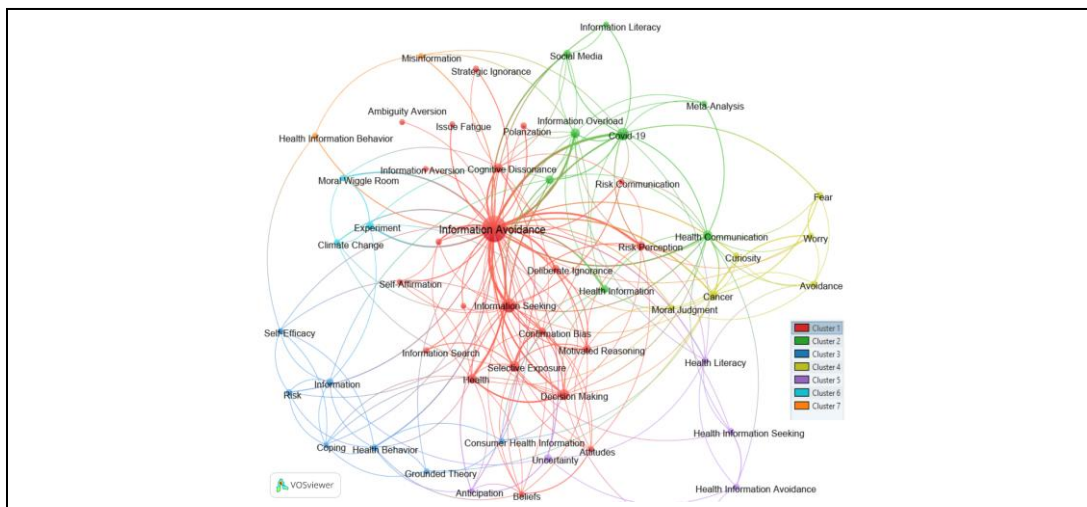 Information Literacy
Social Media
Misinformation
Strategic Ignorance
Meta-Analysis
Ambiguity Aversion
Issue Fatigue
Polarization
Information Overload
Covid-19
Health Information Behavior
Information Aversion
Cognitive Dissonance
Moral Wiggle Room
Risk Communication
Fear
Experiment
Information Avoidance
Health Communication
Worry
Climate Change
Risk Perception
Curiosity
Deliberate Ignorance
Self-Affirmation
Health Information
Avoidance
Cancer
Information Seeking
Moral Judgment
Self-Efficacy
Confirmation Bias
Information Search
Motivated Reasoning
Selective Exposure
Health Literacy
Health
Information
Risk
Decision Making
Health Information Seeking
Coping
Health Behavior
Consumer Health Information
Attitudes
Uncertainty
Grounded Theory
Anticipation
Beliefs
Health Information Avoidance
Cluster 1
Cluster 2
Cluster 3
Cluster 4
Cluster 5
Cluster 6
Cluster 7
VOSviewer